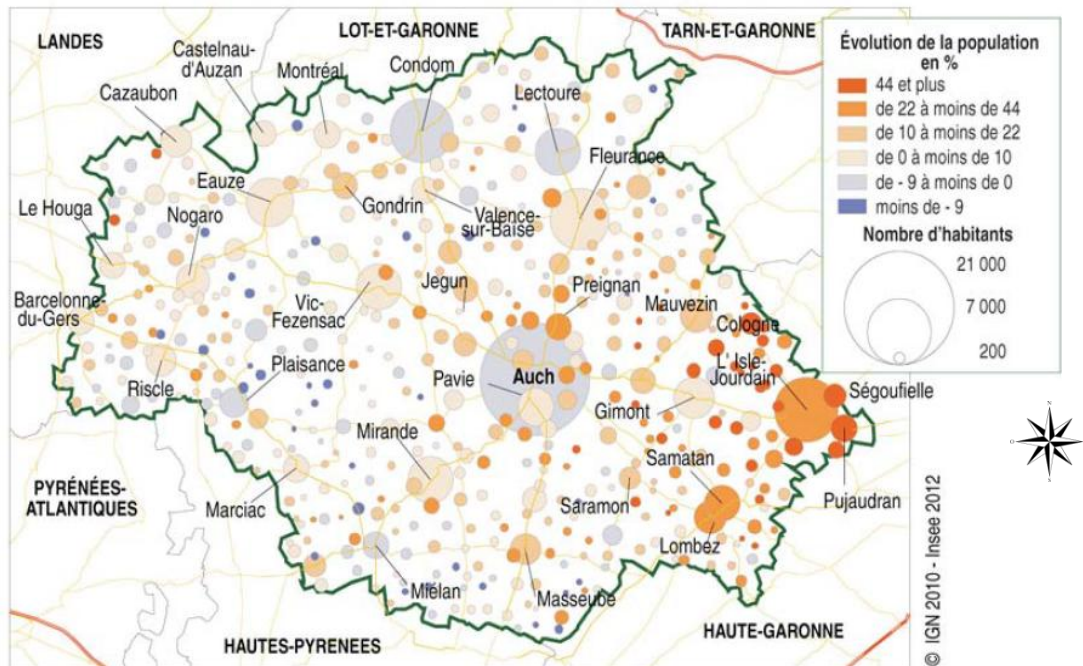 LANDES
LOT-ET-GARONNE
TARN-ET-GARONNE
Castelnau-
d'Auzan
Montréal
Condom
Cazaubon
Lectoure
Fleurance
Eauze
Le Houga
Nogaro
Gondrin
Valence-
sur-Baïse
Jegun
Preignan
Mauvezin
Barcelonne-
du-Gers
Vic-
Fezensac
Cologne
L'Isle-
Jourdain
Ségoufielle
Riscle
Plaisance
Pavie
Auch
Gimont
Mirande
Samatan
Pujaudran
PYRÉNÉES-
ATLANTIQUES
Marciac
Saramon
Lombez
Miélan
Masseube
HAUTES-PYRENEES
HAUTE-GARONNE
Évolution de la population
en %
44 et plus
de 22 à moins de 44
de 10 à moins de 22
de 0 à moins de 10
de - 9 à moins de 0
moins de - 9
Nombre d'habitants
21 000
7 000
200
© IGN 2010 - Insee 2012